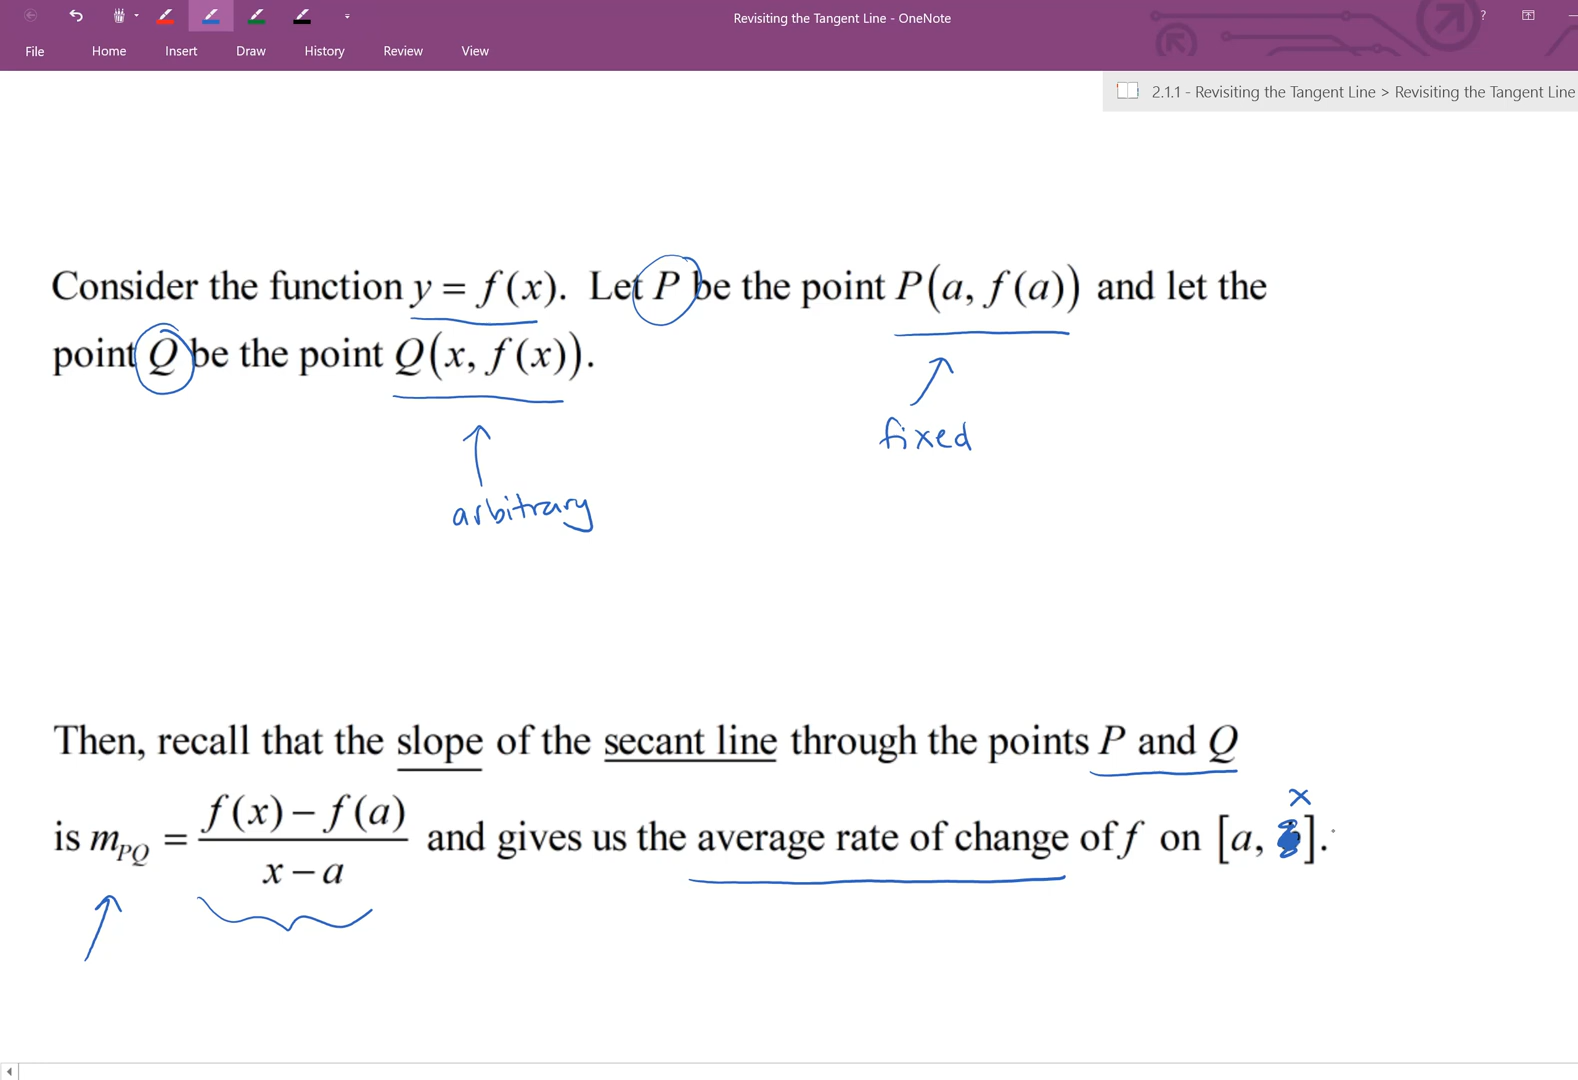 Revisiting the Tangent Line - OneNote
?
File Home Insert Draw History Review View
2.1.1 - Revisiting the Tangent Line > Revisiting the Tangent Line
Consider the function y = f(x). Let P be the point P(a, f(a)) and let the
point Q be the point Q(x, f(x)).
fixed
arbitrary
Then, recall that the slope of the secant line through the points P and Q
x
is m_PQ = (f(x) − f(a))/(x − a) and gives us the average rate of change of f on [a, ].